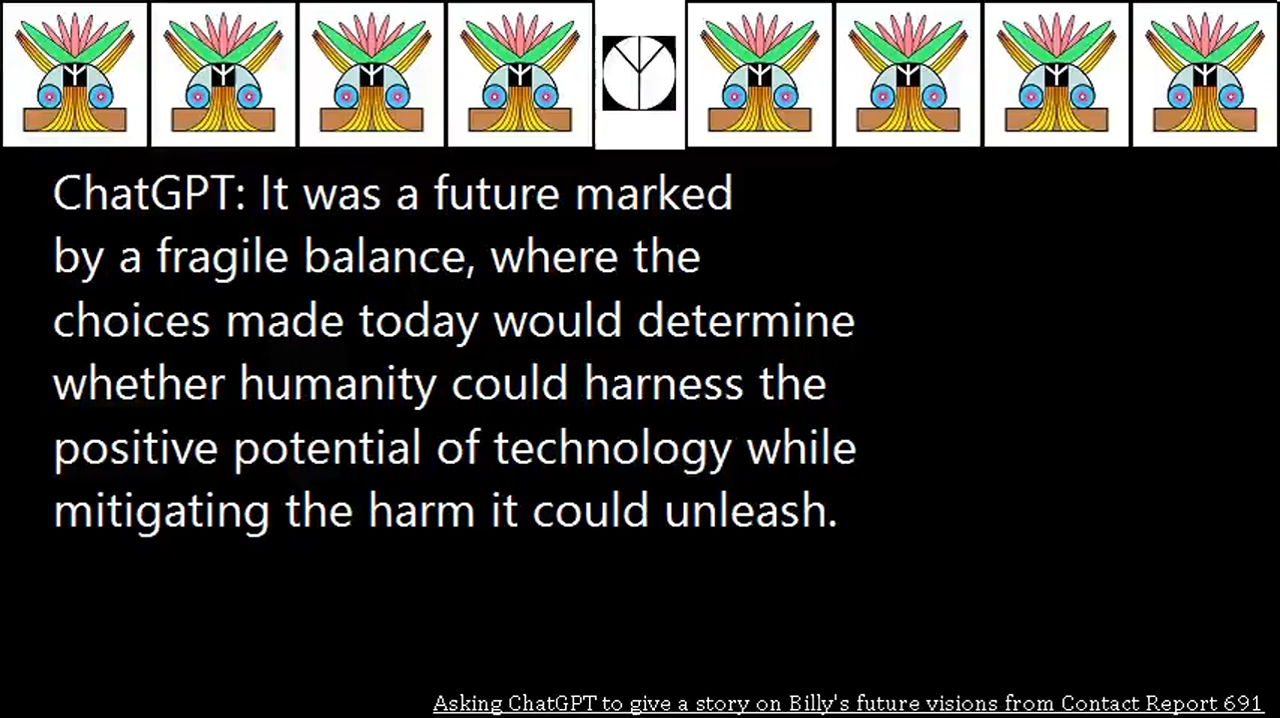 ChatGPT: It was a future marked
by a fragile balance, where the
choices made today would determine
whether humanity could harness the
positive potential of technology while
mitigating the harm it could unleash.
Asking ChatGPT to give a story on Billy's future visions from Contact Report 691